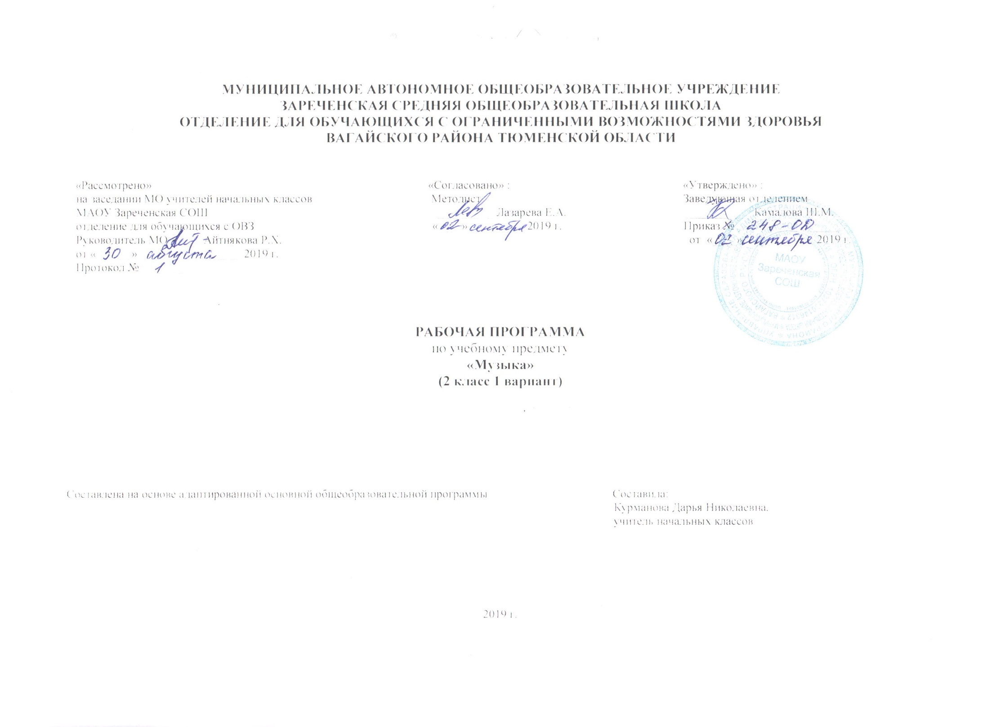 МУНИЦИПАЛЬНОЕ АВТОНОМНОЕ ОБЩЕОБРАЗОВАТЕЛЬНОЕ УЧРЕЖДЕНИЕ
ЗАРЕЧЕНСКАЯ СРЕДНЯЯ ОБЩЕОБРАЗОВАТЕЛЬНАЯ ШКОЛА
ОТДЕЛЕНИЕ ДЛЯ ОБУЧАЮЩИХСЯ С ОГРАНИЧЕННЫМИ ВОЗМОЖНОСТЯМИ ЗДОРОВЬЯ
ВАГАЙСКОГО РАЙОНА ТЮМЕНСКОЙ ОБЛАСТИ
«Рассмотрено»
на заседании МО учителей начальных классов
МАОУ Зареченская СОШ
отделение для обучающихся с ОВЗ
Руководитель МО Айтнякова Р.Х.
от « 30 » августа 2019 г.
Протокол № 1
«Согласовано» :
Методист
Лазарева Е.А.
« 02 » сентября 2019 г.
«Утверждено» :
Заведующая отделением
Камалова Ш.М.
Приказ № 248-ОД
от « 02 » сентября 2019 г.
МАОУ
Зареченская
СОШ
РАБОЧАЯ ПРОГРАММА
по учебному предмету
«Музыка»
(2 класс 1 вариант)
Составлена на основе адаптированной основной общеобразовательной программы
Составила:
Курманова Дарья Николаевна.
учитель начальных классов
2019 г.